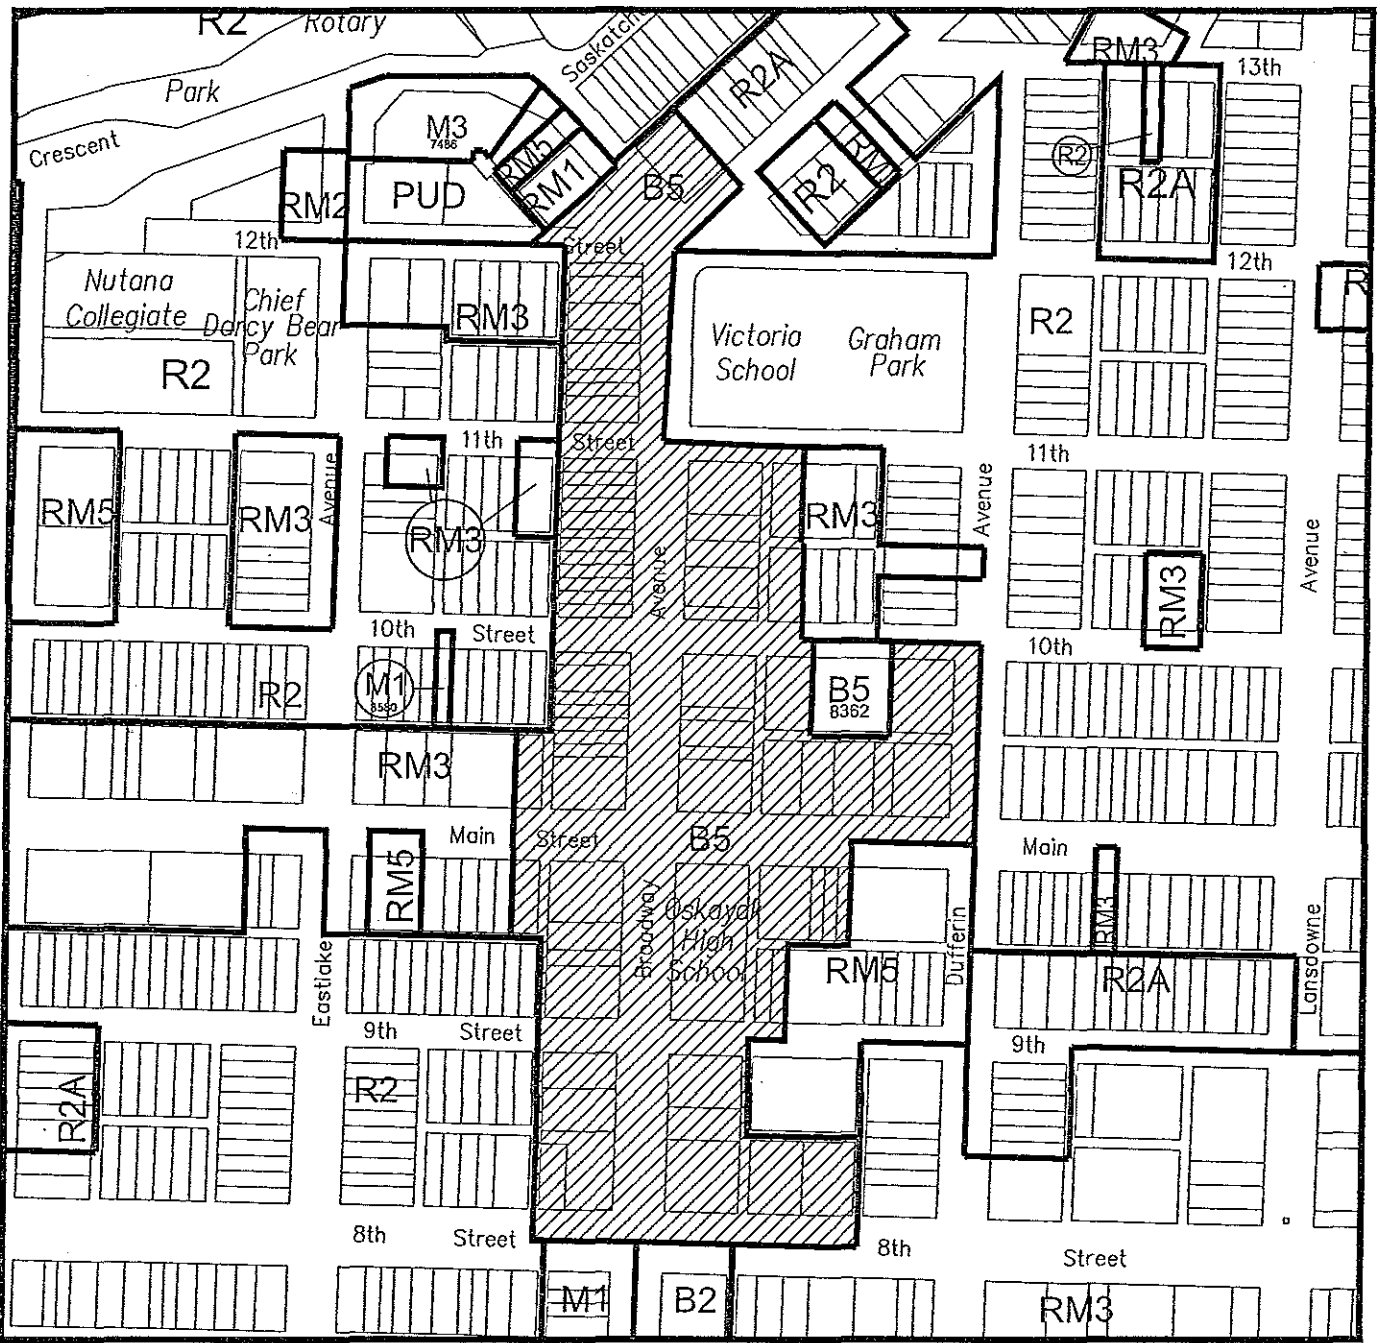 R2
Rotary
Park
Crescent
R2A
RM3
13th
M3
7486
RM5
RM1
PUD
RM2
B5
R2
R2
R2A
12th
Street
12th
Nutana
Collegiate
Chief
Darcy Bear
Park
R2
RM3
Victoria
School
Graham
Park
R2
11th
Street
11th
RM5
RM3
Avenue
RM3
Avenue
RM3
Avenue
RM3
Avenue
10th
Street
10th
R2
M1
B5
8362
RM3
Main
Street
B5
Main
RM5
Broadway
Oskayak
High
School
RM5
Dufferin
RM3
R2A
Lansdowne
Eastlake
9th
Street
9th
R2A
R2
8th
Street
8th
Street
M1
B2
RM3